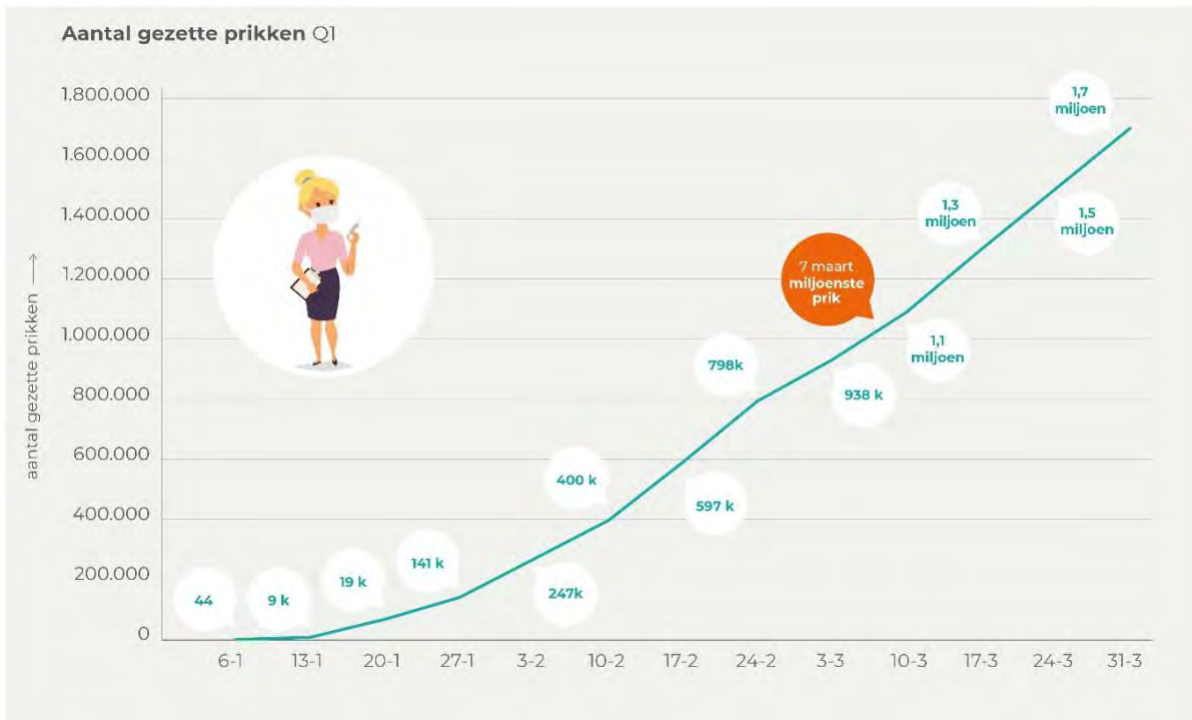 Aantal gezette prikken Q1
aantal gezette prikken
1.800.000
1.600.000
1.400.000
1.200.000
1.000.000
800.000
600.000
400.000
200.000
0
44
9 k
19 k
141 k
247k
400 k
597 k
798k
938 k
7 maart
miljoenste
prik
1,1
miljoen
1,3
miljoen
1,5
miljoen
1,7
miljoen
6-1 13-1 20-1 27-1 3-2 10-2 17-2 24-2 3-3 10-3 17-3 24-3 31-3